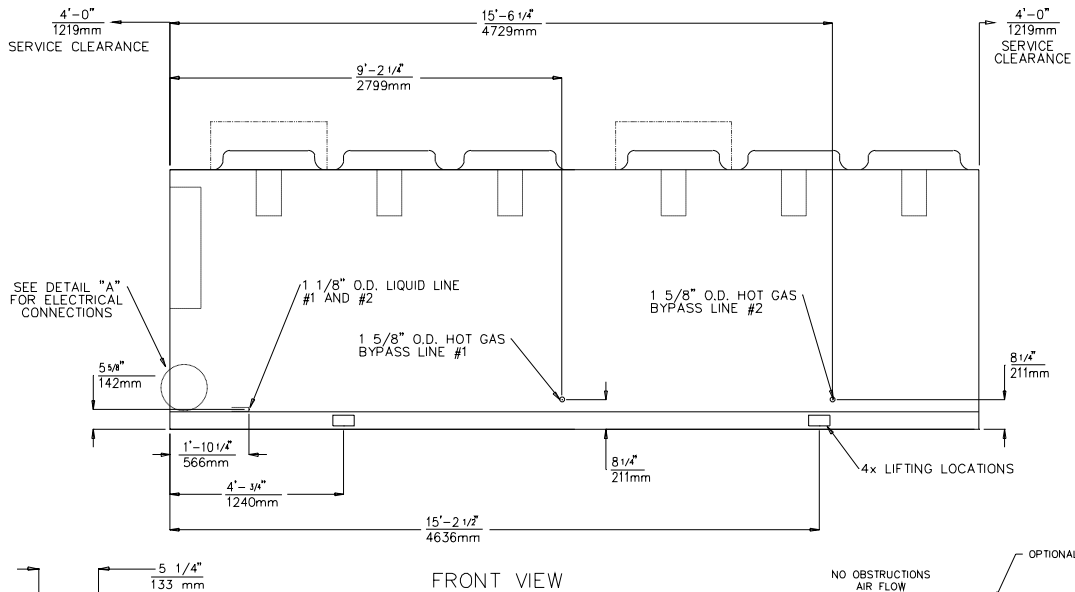 4'-0"
1219mm
SERVICE CLEARANCE
15'-6 1/4"
4729mm
4'-0"
1219mm
SERVICE
CLEARANCE
9'-2 1/4"
2799mm
SEE DETAIL "A"
FOR ELECTRICAL
CONNECTIONS
1 1/8" O.D. LIQUID LINE
#1 AND #2
1 5/8" O.D. HOT GAS
BYPASS LINE #1
1 5/8" O.D. HOT GAS
BYPASS LINE #2
5 5/8"
142mm
8 1/4"
211mm
1'-10 1/4"
566mm
8 1/4"
211mm
4x LIFTING LOCATIONS
4'-3/4"
1240mm
15'-2 1/2"
4636mm
5 1/4"
133 mm
FRONT VIEW
NO OBSTRUCTIONS
AIR FLOW
OPTIONAL